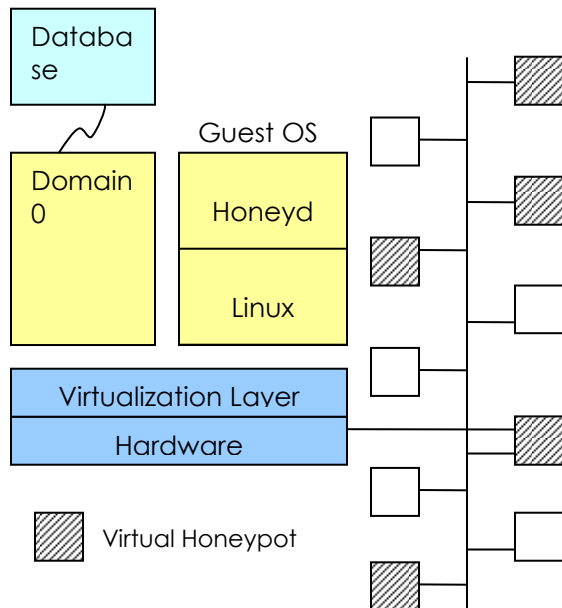 Databa
se
Guest OS
Domain
0
Honeyd
Linux
Virtualization Layer
Hardware
Virtual Honeypot